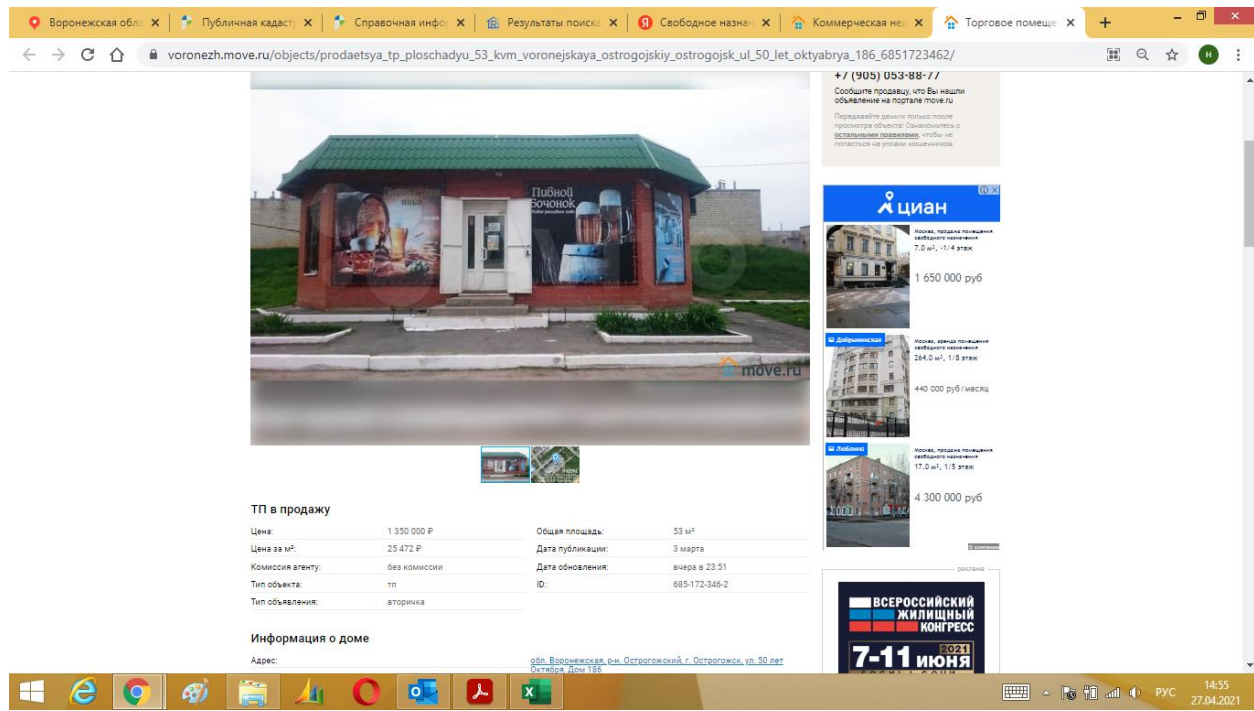 Воронежская обла
Публичная кадаст
Справочная инфо
Результаты поиска
Свободное назнач
Коммерческая нед
Торговое помеще
voronezh.move.ru/objects/prodaetsya_tp_ploschadyu_53_kvm_voronejskaya_ostrogojskiy_ostrogojsk_ul_50_let_oktyabrya_186_6851723462/
Н
+7 (905) 053-88-77
Сообщите продавцу, что Вы нашли
объявление на портале move.ru
Передавайте деньги только после
просмотра объекта! Ознакомьтесь с
остальными правилами, чтобы не
попасться на уловки мошенников.
Пивной
Бочонок
move.ru
циан
Москва, продажа помещения
свободного назначения
7.0 м², -1/4 этаж
1 650 000 руб
Добрынинская
Москва, аренда помещения
свободного назначения
264.0 м², 1/8 этаж
440 000 руб/месяц
Люблино
Москва, продажа помещения
свободного назначения
17.0 м², 1/5 этаж
4 300 000 руб
реклама
ВСЕРОССИЙСКИЙ
ЖИЛИЩНЫЙ
КОНГРЕСС
2021
7-11 июня
ТП в продажу
Цена: 1 350 000 ₽ Общая площадь: 53 м²
Цена за м²: 25 472 ₽ Дата публикации: 3 марта
Комиссия агенту: без комиссии Дата обновления: вчера в 23:51
Тип объекта: тп ID: 685-172-346-2
Тип объявления: вторичка
Информация о доме
Адрес: обл. Воронежская, р-н. Острогожский, г. Острогожск, ул. 50 лет
Октября, Дом 186
РУС
14:55
27.04.2021